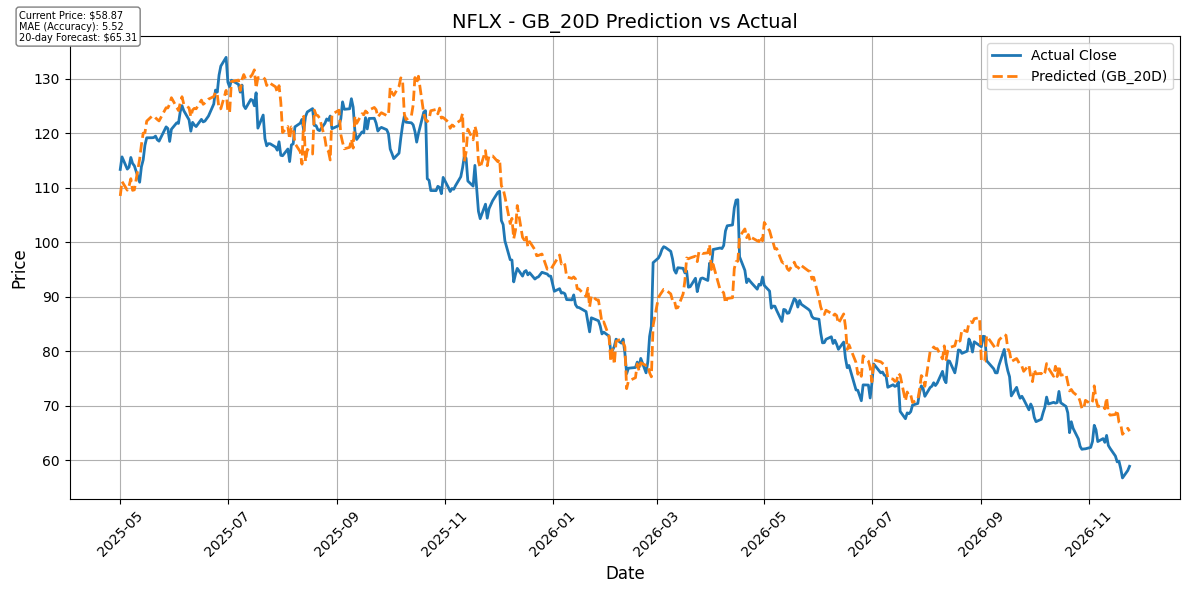 NFLX - GB_20D Prediction vs Actual
Current Price: $58.87
MAE (Accuracy): 5.52
20-day Forecast: $65.31
Actual Close
Predicted (GB_20D)
Price
130
120
110
100
90
80
70
60
2025-05
2025-07
2025-09
2025-11
2026-01
2026-03
2026-05
2026-07
2026-09
2026-11
Date